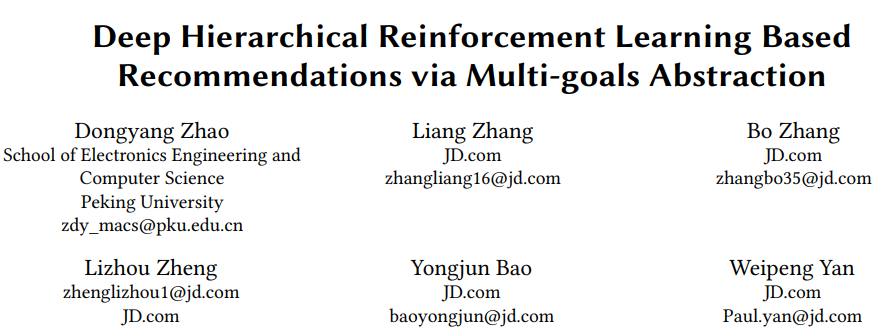 Deep Hierarchical Reinforcement Learning Based
Recommendations via Multi-goals Abstraction
Dongyang Zhao
School of Electronics Engineering and
Computer Science
Peking University
zdy_macs@pku.edu.cn
Liang Zhang
JD.com
zhangliang16@jd.com
Bo Zhang
JD.com
zhangbo35@jd.com
Lizhou Zheng
zhenglizhou1@jd.com
JD.com
Yongjun Bao
JD.com
baoyongjun@jd.com
Weipeng Yan
JD.com
Paul.yan@jd.com